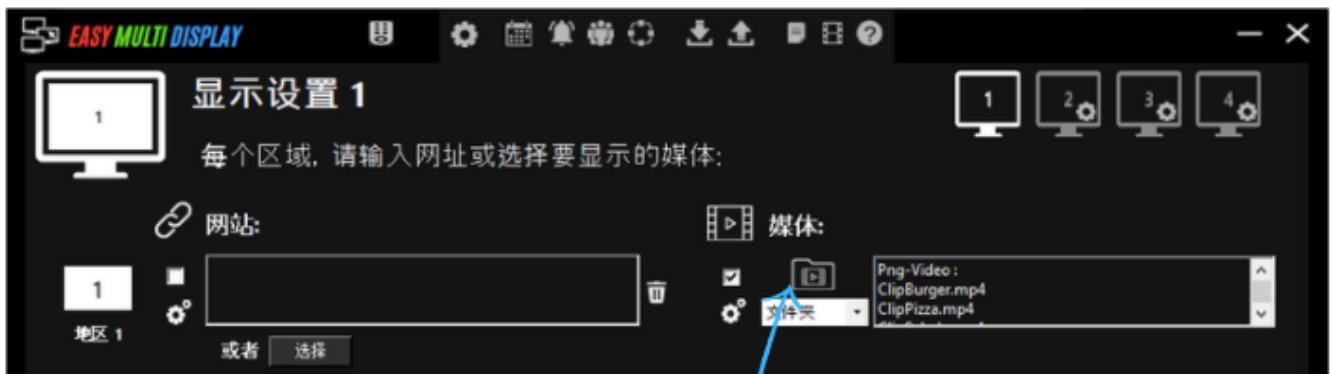 EASY MULTI DISPLAY
显示设置 1
1
1
2
3
4
每个区域, 请输入网址或选择要显示的媒体:
网站:
媒体:
1
地区 1
或者 选择
文件夹
Png-Video :
ClipBurger.mp4
ClipPizza.mp4